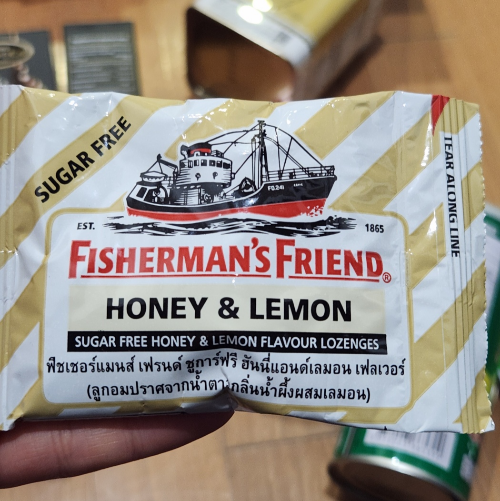 SUGAR FREE
TEAR ALONG LINE
FD241
EST. 1865
FISHERMAN'S FRIEND®
HONEY & LEMON
SUGAR FREE HONEY & LEMON FLAVOUR LOZENGES
ฟิชเชอร์แมนส์ เฟรนด์ ชูการ์ฟรี ฮันนี่แอนด์เลมอน เฟลเวอร์
(ลูกอมปราศจากน้ำตาลกลิ่นน้ำผึ้งผสมเลมอน)